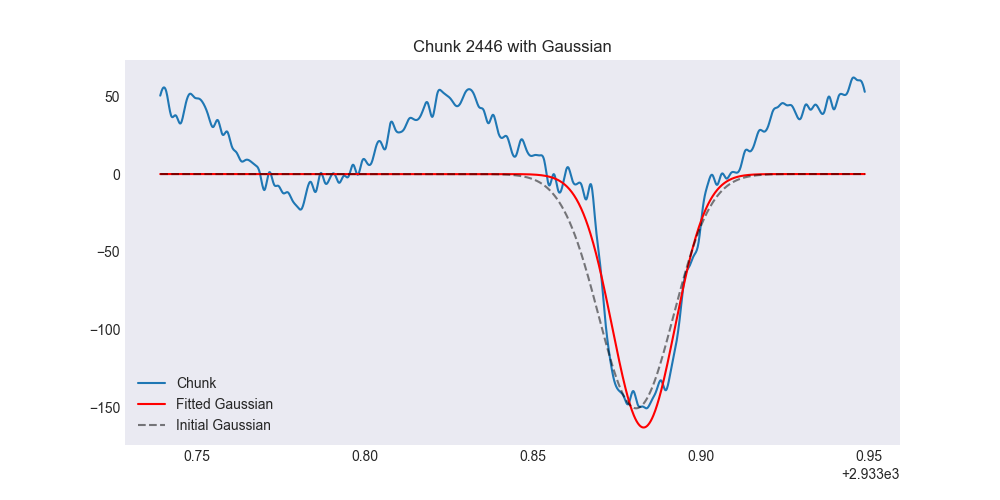 Chunk 2446 with Gaussian
50
0
−50
−100
−150
Chunk
Fitted Gaussian
Initial Gaussian
0.75 0.80 0.85 0.90 0.95
+2.933e3